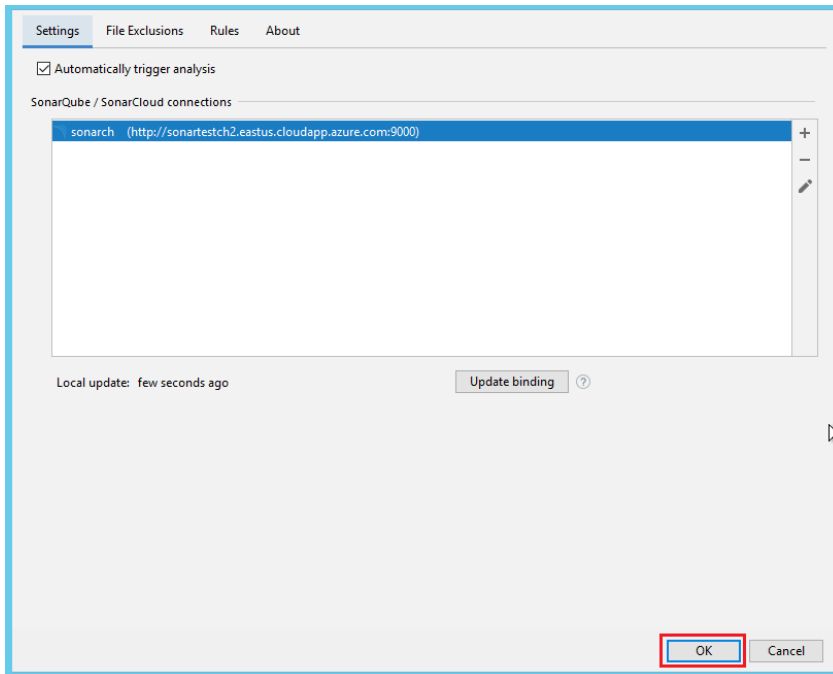 Settings File Exclusions Rules About
Automatically trigger analysis
SonarQube / SonarCloud connections
sonarch (http://sonartestch2.eastus.cloudapp.azure.com:9000)
Local update: few seconds ago Update binding ?
OK Cancel